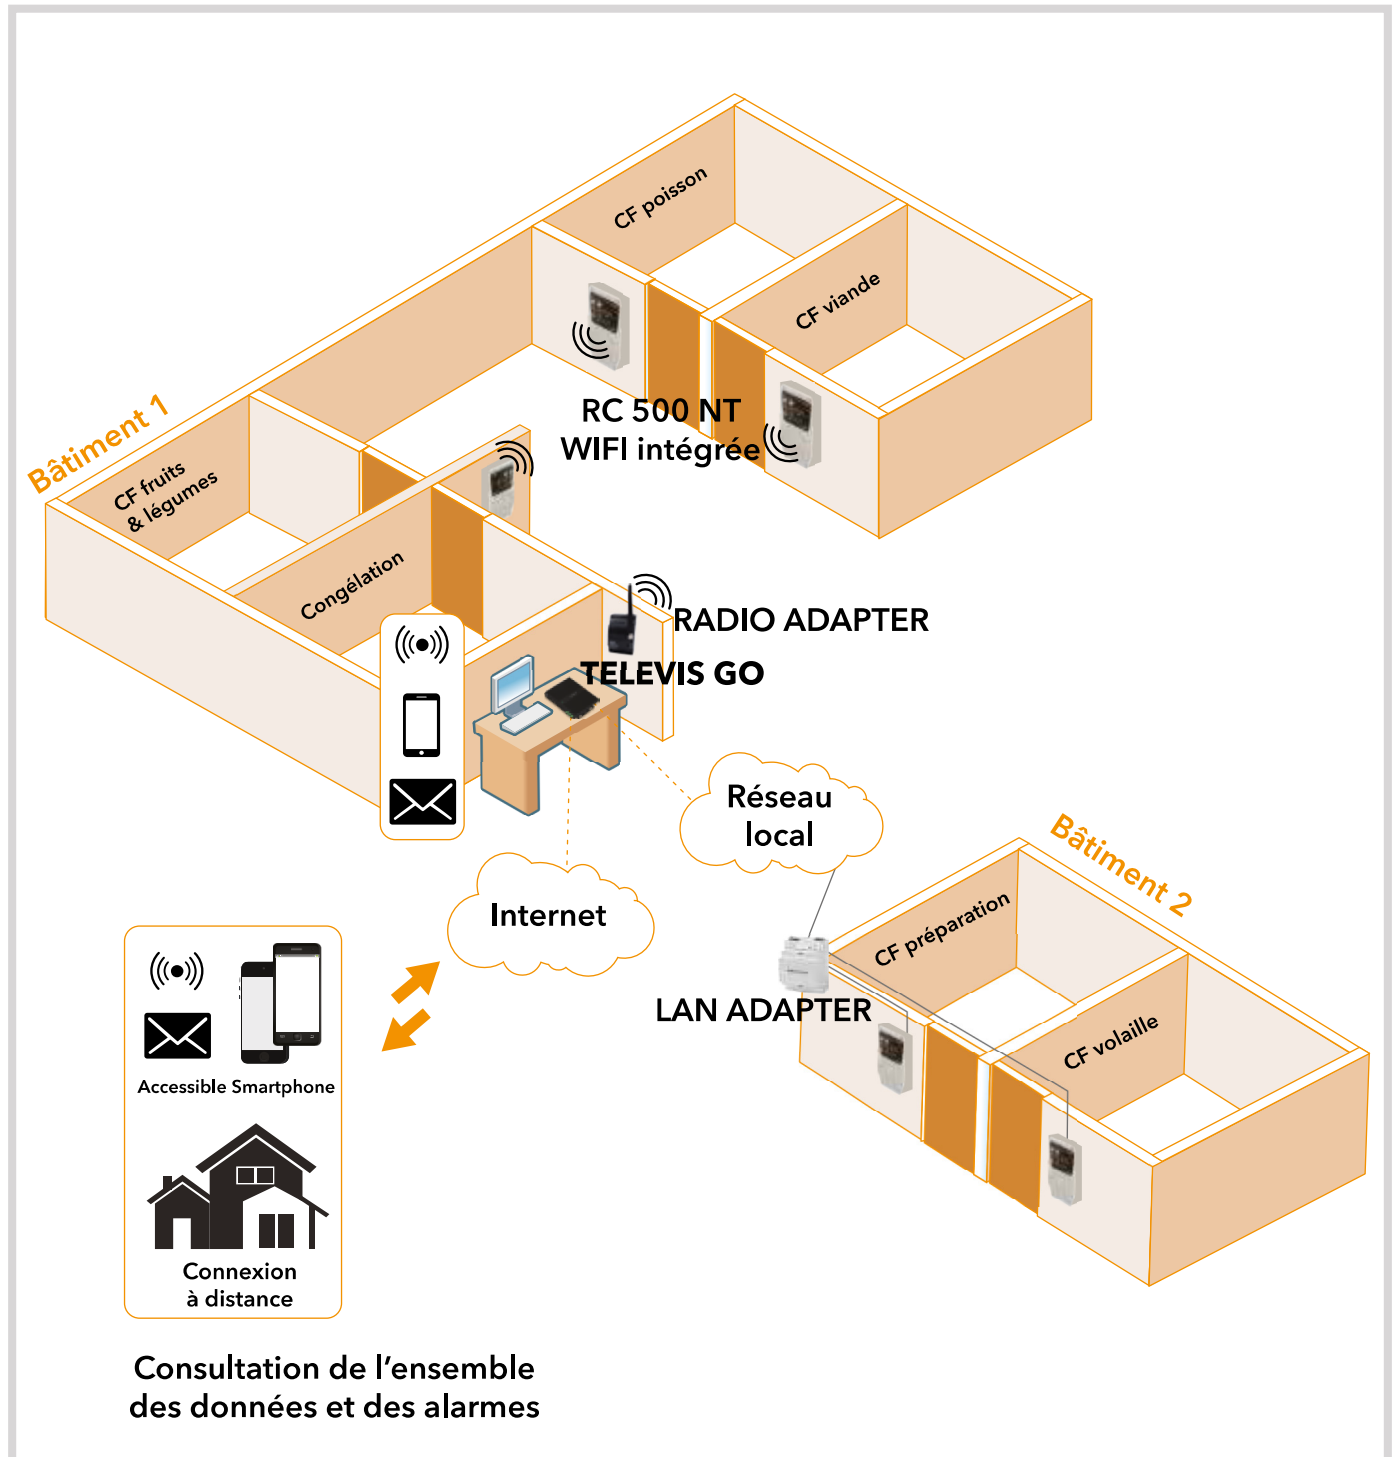 CF poisson
CF viande
Bâtiment 1
RC 500 NT
WIFI intégrée
CF fruits
& légumes
Congélation
RADIO ADAPTER
TELEVIS GO
Réseau
local
Bâtiment 2
Internet
CF préparation
LAN ADAPTER
CF volaille
Accessible Smartphone
Connexion
à distance
Consultation de l’ensemble
des données et des alarmes